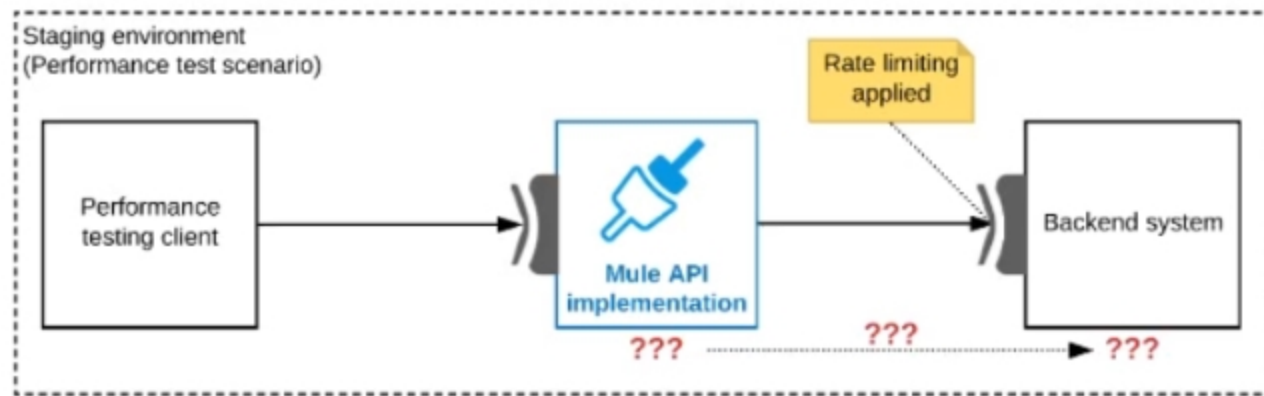 Staging environment
(Performance test scenario)
Rate limiting
applied
Performance
testing client
Mule API
implementation
Backend system
???
???
???